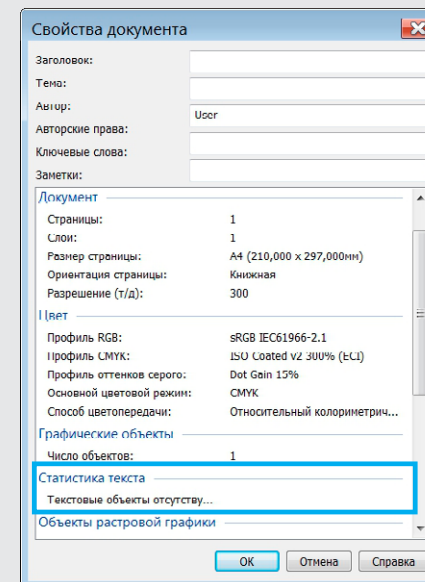 Свойства документа
Заголовок:
Тема:
Автор: User
Авторские права:
Ключевые слова:
Заметки:
Документ
Страницы: 1
Слои: 1
Размер страницы: A4 (210,000 x 297,000мм)
Ориентация страницы: Книжная
Разрешение (т/д): 300
Цвет
Профиль RGB: sRGB IEC61966-2.1
Профиль CMYK: ISO Coated v2 300% (ECI)
Профиль оттенков серого: Dot Gain 15%
Основной цветовой режим: CMYK
Способ цветопередачи: Относительный колориметрич...
Графические объекты
Число объектов: 1
Статистика текста
Текстовые объекты отсутству...
Объекты растровой графики
ОК Отмена Справка